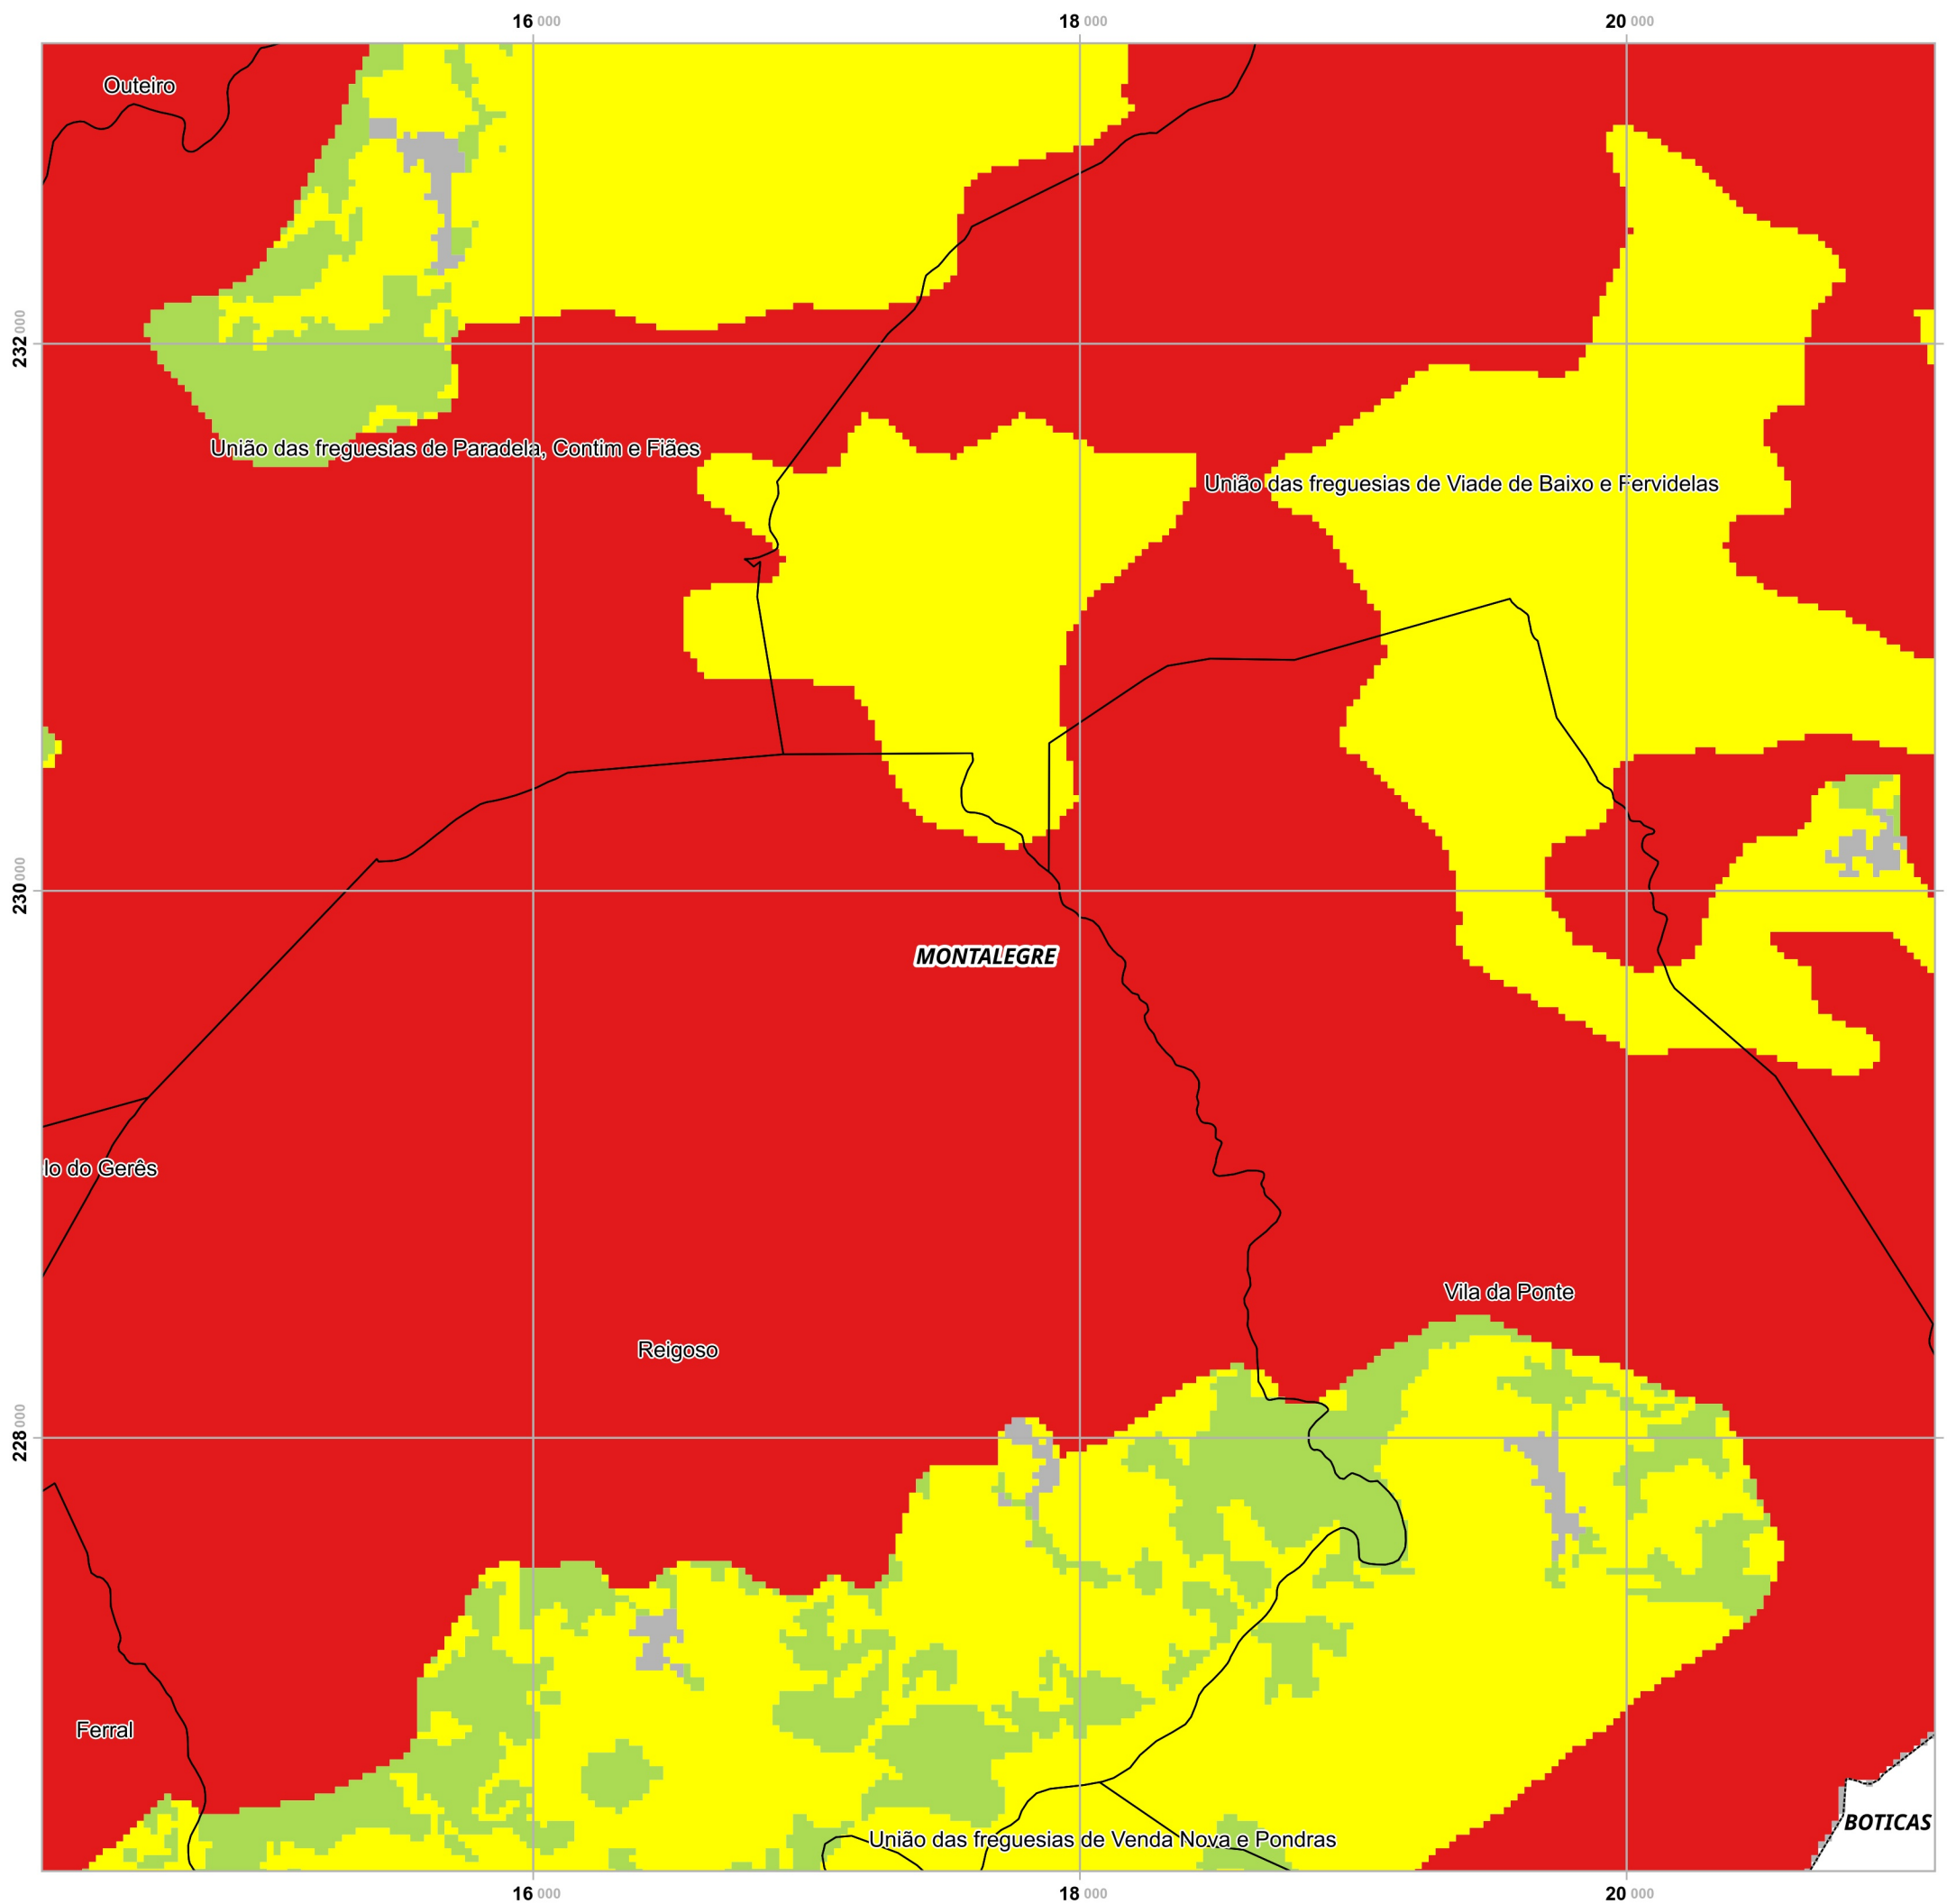 16 000
18 000
20 000
Outeiro
232 000
União das freguesias de Paradela, Contim e Fiães
União das freguesias de Viade de Baixo e Fervidelas
230 000
MONTALEGRE
lo do Gerês
Vila da Ponte
Reigoso
228 000
Ferral
BOTICAS
União das freguesias de Venda Nova e Pondras
16 000
18 000
20 000